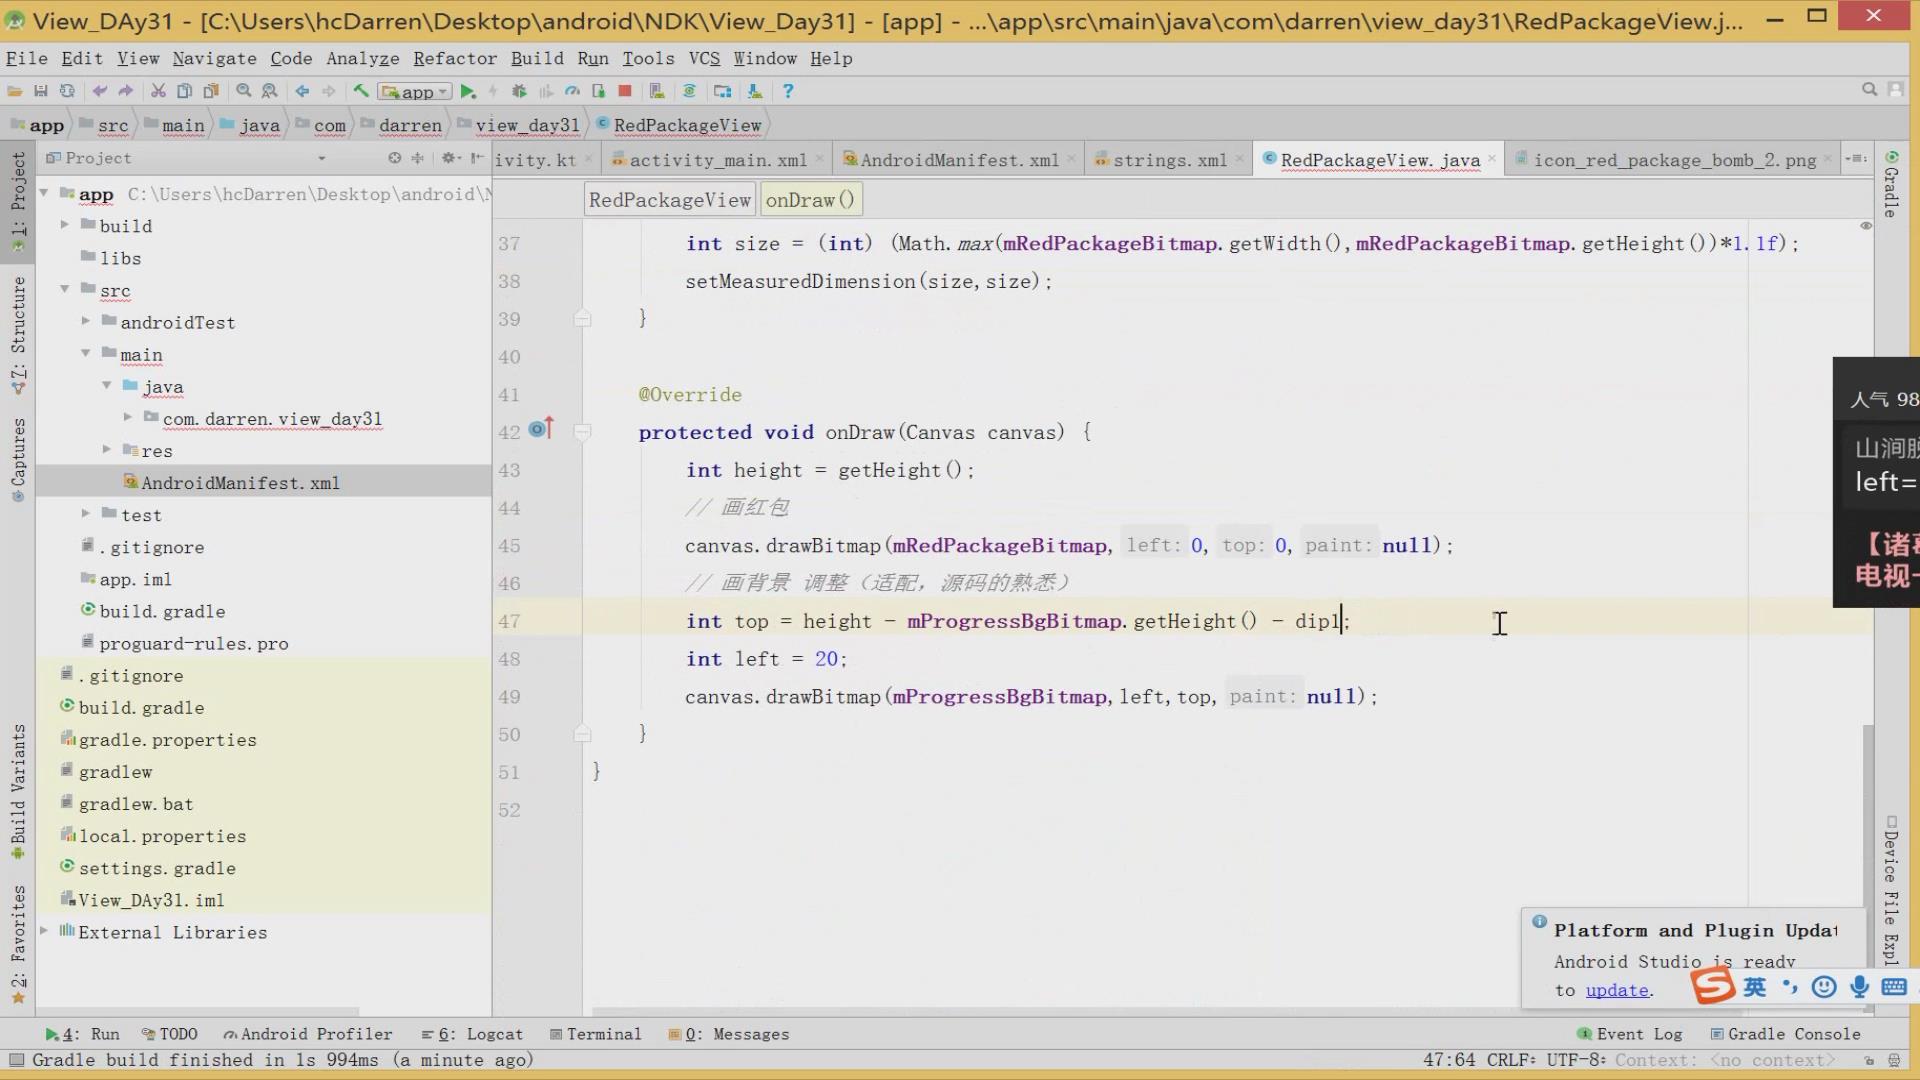 View_DAy31 - [C:\Users\hcDarren\Desktop\android\NDK\View_Day31] - [app] - ...\app\src\main\java\com\darren\view_day31\RedPackageView.j...
File Edit View Navigate Code Analyze Refactor Build Run Tools VCS Window Help
app
app src main java com darren view_day31 RedPackageView
Project
ivity.kt activity_main.xml AndroidManifest.xml strings.xml RedPackageView.java icon_red_package_bomb_2.png
RedPackageView onDraw()
1: Project
7: Structure
Captures
Build Variants
2: Favorites
Gradle
Device File Expl
app C:\Users\hcDarren\Desktop\android\N
build
libs
src
androidTest
main
java
com.darren.view_day31
res
AndroidManifest.xml
test
.gitignore
app.iml
build.gradle
proguard-rules.pro
.gitignore
build.gradle
gradle.properties
gradlew
gradlew.bat
local.properties
settings.gradle
View_DAy31.iml
External Libraries
37 int size = (int) (Math.max(mRedPackageBitmap.getWidth(),mRedPackageBitmap.getHeight())*1.1f);
38 setMeasuredDimension(size,size);
39 }
40
41 @Override
42 protected void onDraw(Canvas canvas) {
43 int height = getHeight();
44 // 画红包
45 canvas.drawBitmap(mRedPackageBitmap, left: 0, top: 0, paint: null);
46 // 画背景 调整（适配，源码的熟悉）
47 int top = height - mProgressBgBitmap.getHeight() - dipl;
48 int left = 20;
49 canvas.drawBitmap(mProgressBgBitmap,left,top, paint: null);
50 }
51 }
52
人气 98
山涧
left=
【诸
电视
Platform and Plugin Updat
Android Studio is ready
to update.
英
4: Run TODO Android Profiler 6: Logcat Terminal 0: Messages Event Log Gradle Console
Gradle build finished in 1s 994ms (a minute ago) 47:64 CRLF UTF-8 Context: <no context>